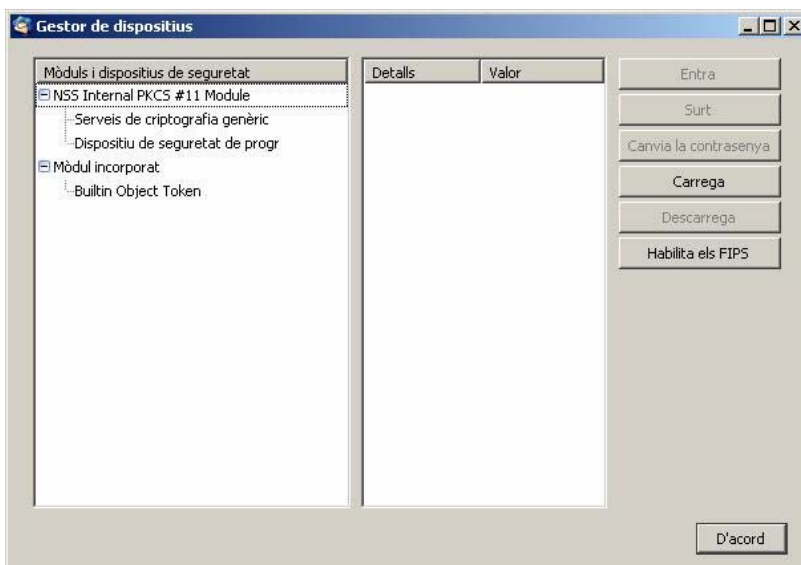 Gestor de dispositius
Mòduls i dispositius de seguretat
NSS Internal PKCS #11 Module
Serveis de criptografia genèric
Dispositiu de seguretat de progr
Mòdul incorporat
Builtin Object Token
Detalls
Valor
Entra
Surt
Canvia la contrasenya
Carrega
Descarrega
Habilita els FIPS
D'acord